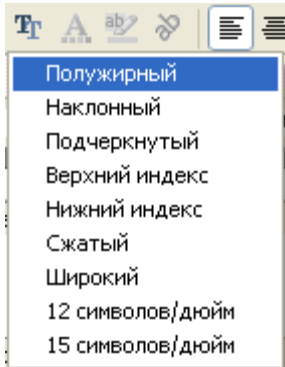 Полужирный
Наклонный
Подчеркнутый
Верхний индекс
Нижний индекс
Сжатый
Широкий
12 символов/дюйм
15 символов/дюйм